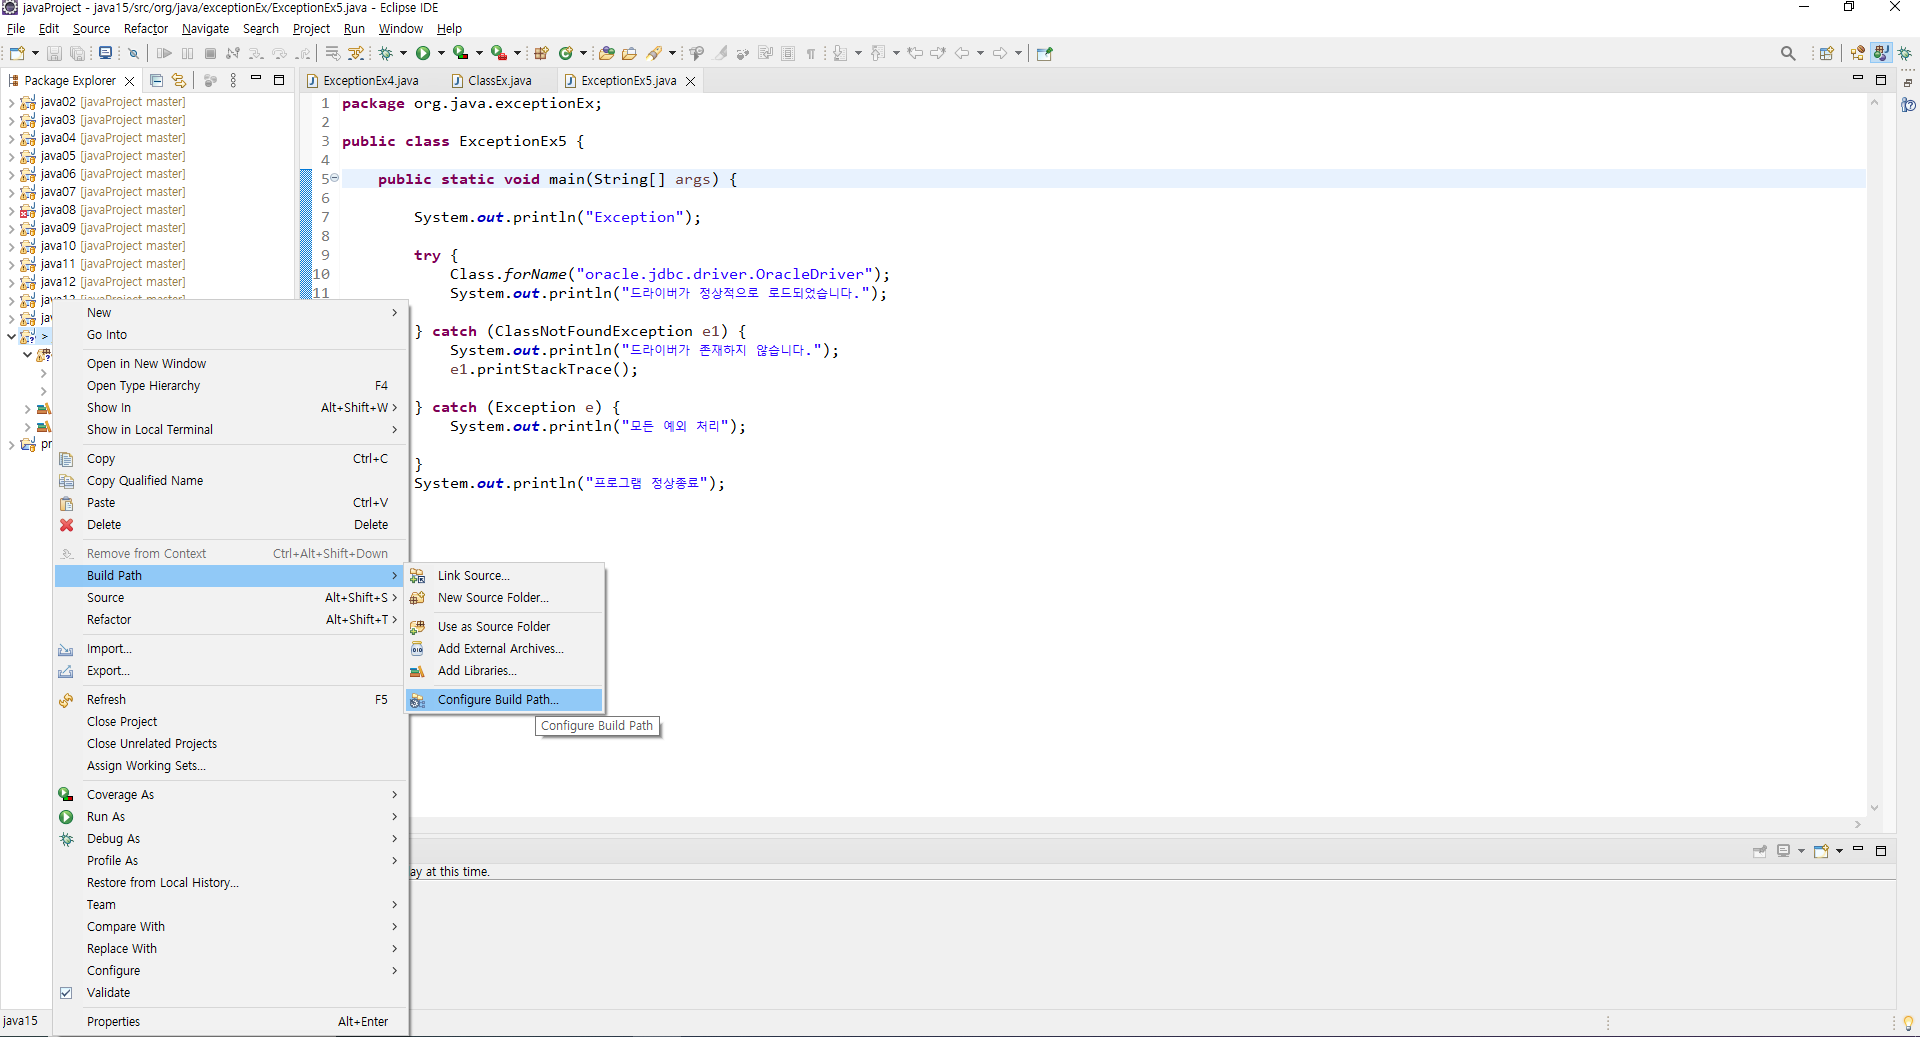 javaProject - java15/src/org/java/exceptionEx/ExceptionEx5.java - Eclipse IDE
File Edit Source Refactor Navigate Search Project Run Window Help
Package Explorer
ExceptionEx4.java ClassEx.java ExceptionEx5.java
java02 [javaProject master]
java03 [javaProject master]
java04 [javaProject master]
java05 [javaProject master]
java06 [javaProject master]
java07 [javaProject master]
java08 [javaProject master]
java09 [javaProject master]
java10 [javaProject master]
java11 [javaProject master]
java12 [javaProject master]
1 package org.java.exceptionEx;
2
3 public class ExceptionEx5 {
4
5 public static void main(String[] args) {
6
7 System.out.println("Exception");
8
9 try {
10 Class.forName("oracle.jdbc.driver.OracleDriver");
11 System.out.println("드라이버가 정상적으로 로드되었습니다.");
} catch (ClassNotFoundException e1) {
System.out.println("드라이버가 존재하지 않습니다.");
e1.printStackTrace();
} catch (Exception e) {
System.out.println("모든 예외 처리");
}
System.out.println("프로그램 정상종료");
New
Go Into
Open in New Window
Open Type Hierarchy F4
Show In Alt+Shift+W
Show in Local Terminal
Copy Ctrl+C
Copy Qualified Name
Paste Ctrl+V
Delete Delete
Remove from Context Ctrl+Alt+Shift+Down
Build Path
Source Alt+Shift+S
Refactor Alt+Shift+T
Import...
Export...
Refresh F5
Close Project
Close Unrelated Projects
Assign Working Sets...
Coverage As
Run As
Debug As
Profile As
Restore from Local History...
Team
Compare With
Replace With
Configure
Validate
Properties Alt+Enter
Link Source...
New Source Folder...
Use as Source Folder
Add External Archives...
Add Libraries...
Configure Build Path...
Configure Build Path
ay at this time.
java15